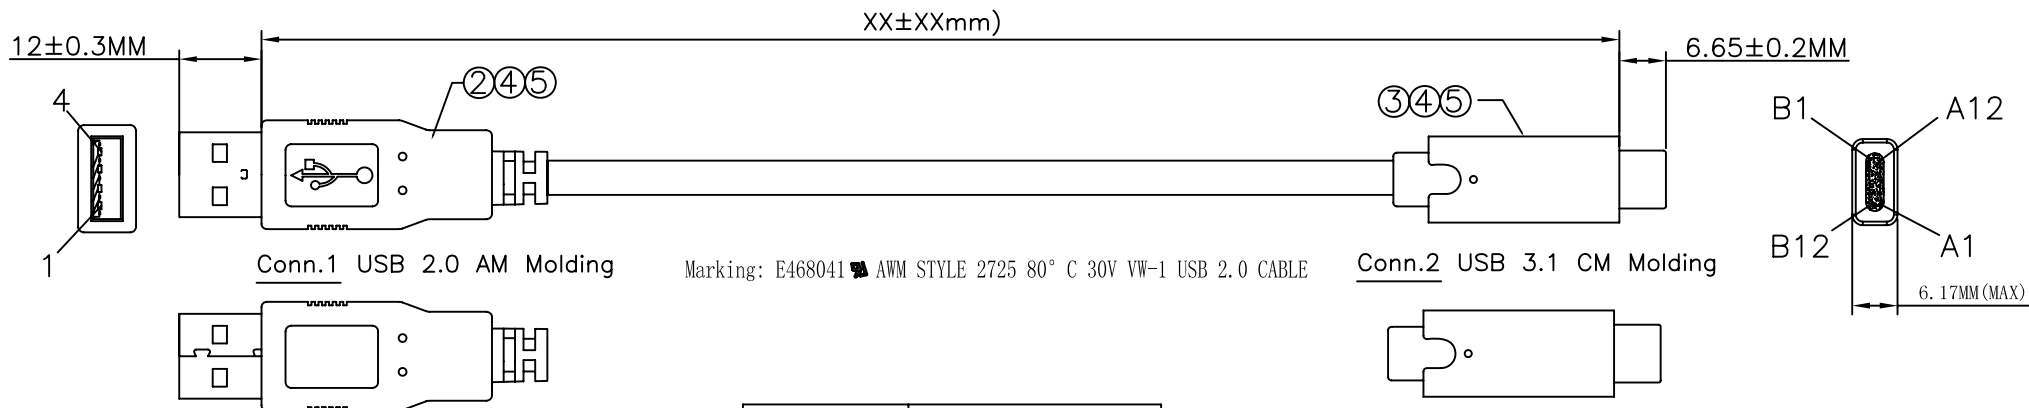 XX±XXmm)
12±0.3MM
6.65±0.2MM
②④⑤
③④⑤
4
1
B1
A12
B12
A1
Conn.1 USB 2.0 AM Molding
Marking: E468041 AWM STYLE 2725 80° C 30V VW-1 USB 2.0 CABLE
Conn.2 USB 3.1 CM Molding
6.17MM(MAX)